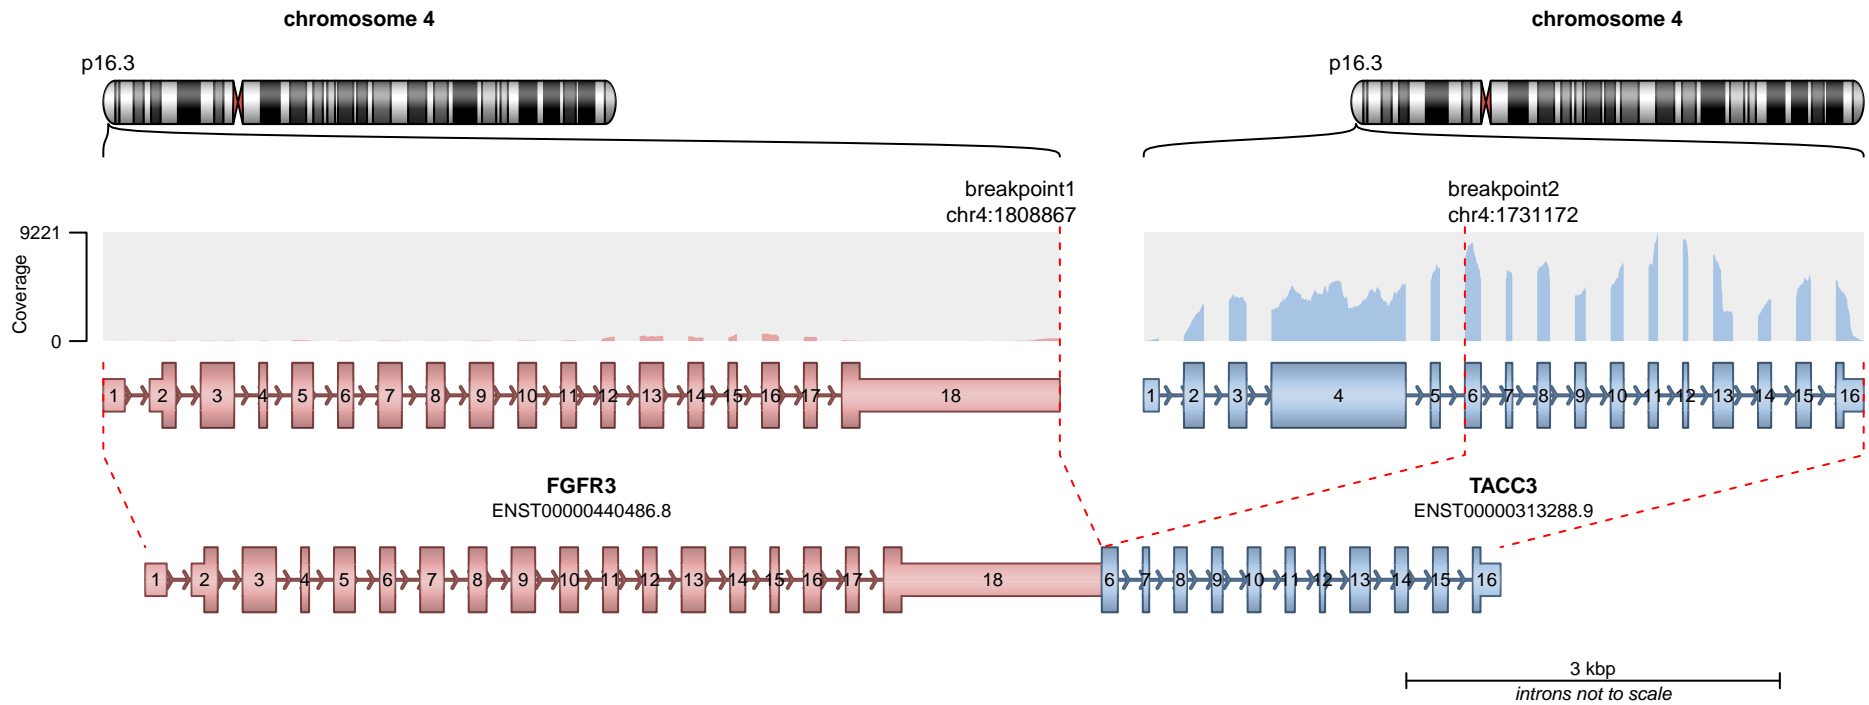 chromosome 4
chromosome 4
p16.3
p16.3
breakpoint1
chr4:1808867
breakpoint2
chr4:1731172
9221
0
Coverage
1 2 3 4 5 6 7 8 9 10 11 12 13 14 15 16 17 18
1 2 3 4 5 6 7 8 9 10 11 12 13 14 15 16
FGFR3
ENST00000440486.8
TACC3
ENST00000313288.9
1 2 3 4 5 6 7 8 9 10 11 12 13 14 15 16 17 18 6 7 8 9 10 11 12 13 14 15 16
3 kbp
introns not to scale